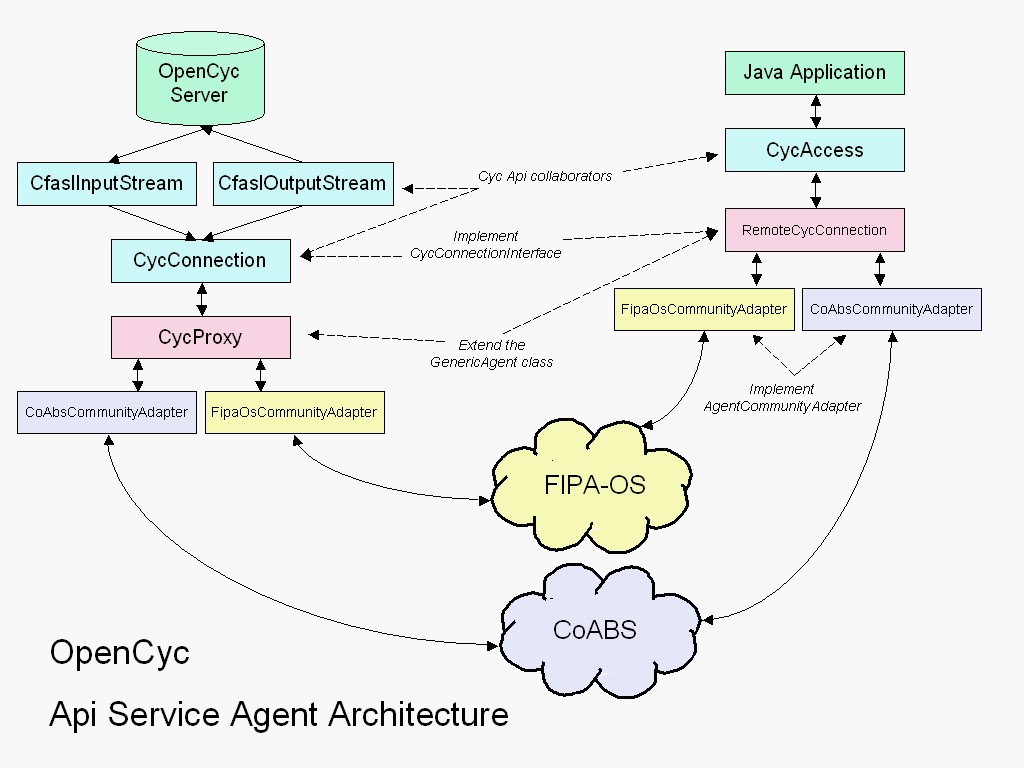 OpenCyc
Server
Java Application
CycAccess
CfaslInputStream
CfaslOutputStream
Cyc Api collaborators
RemoteCycConnection
Implement
CycConnectionInterface
CycConnection
FipaOsCommunityAdapter
CoAbsCommunityAdapter
CycProxy
Extend the
GenericAgent class
Implement
AgentCommunityAdapter
CoAbsCommunityAdapter
FipaOsCommunityAdapter
FIPA-OS
CoABS
OpenCyc
Api Service Agent Architecture